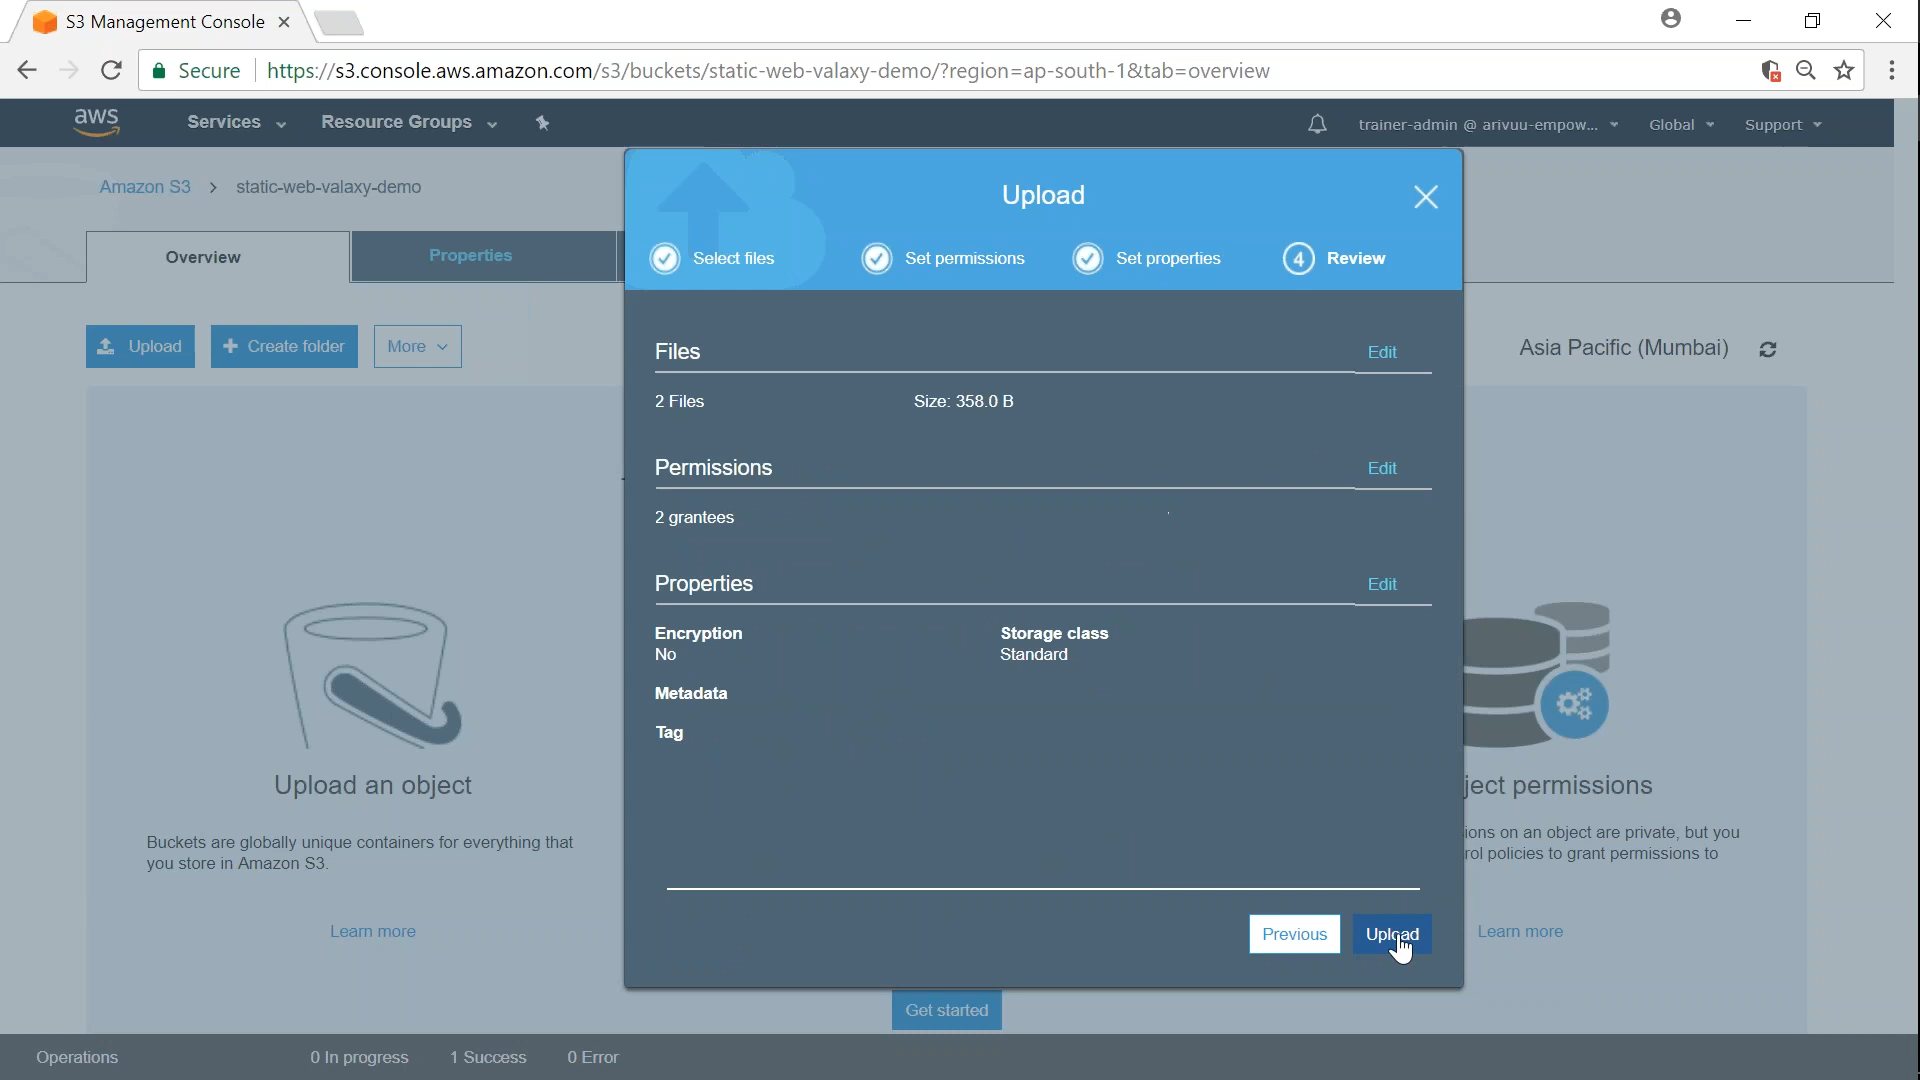 S3 Management Console
Secure
https://s3.console.aws.amazon.com/s3/buckets/static-web-valaxy-demo/?region=ap-south-1&tab=overview
aws
Services
Resource Groups
trainer-admin @ arivuu-empow...
Global
Support
Amazon S3 > static-web-valaxy-demo
Overview
Properties
Upload
Create folder
More
Asia Pacific (Mumbai)
Upload
Select files
Set permissions
Set properties
4 Review
Files
Edit
2 Files
Size: 358.0 B
Permissions
Edit
2 grantees
Properties
Edit
Encryption
No
Storage class
Standard
Metadata
Tag
Previous
Upload
Upload an object
Buckets are globally unique containers for everything that
you store in Amazon S3.
Learn more
ject permissions
ions on an object are private, but you
rol policies to grant permissions to
Learn more
Get started
Operations
0 In progress
1 Success
0 Error